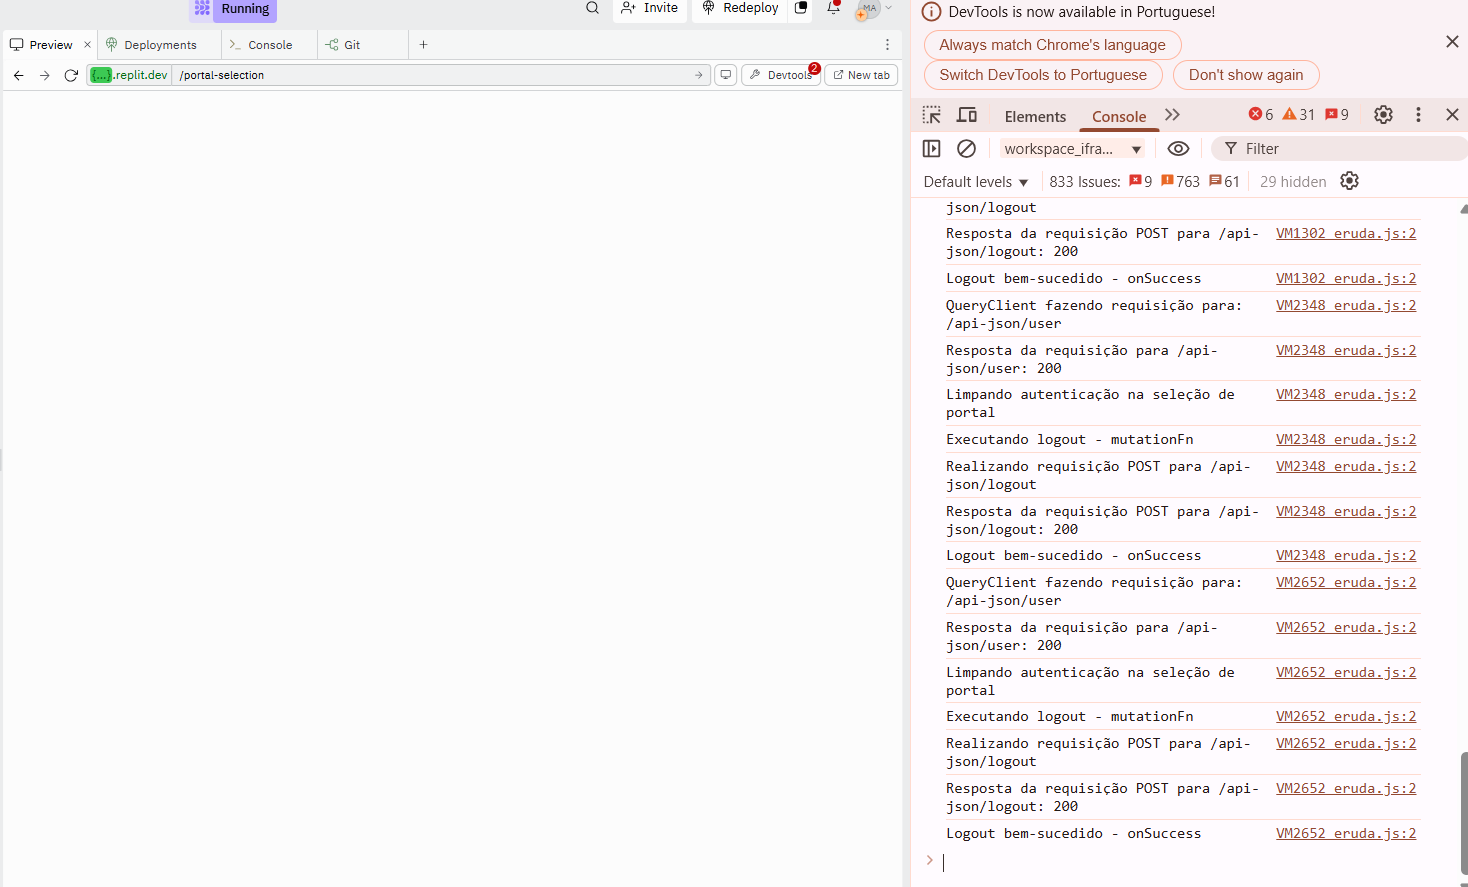 Running
Invite
Redeploy
MA
Preview
Deployments
Console
Git
{...}.replit.dev
/portal-selection
Devtools
2
New tab
DevTools is now available in Portuguese!
Always match Chrome's language
Switch DevTools to Portuguese
Don't show again
Elements
Console
6
31
9
workspace_ifra...
Filter
Default levels
833 Issues:
9
763
61
29 hidden
json/logout
Resposta da requisição POST para /api- VM1302 eruda.js:2
json/logout: 200
Logout bem-sucedido - onSuccess VM1302 eruda.js:2
QueryClient fazendo requisição para: VM2348 eruda.js:2
/api-json/user
Resposta da requisição para /api- VM2348 eruda.js:2
json/user: 200
Limpando autenticação na seleção de VM2348 eruda.js:2
portal
Executando logout - mutationFn VM2348 eruda.js:2
Realizando requisição POST para /api- VM2348 eruda.js:2
json/logout
Resposta da requisição POST para /api- VM2348 eruda.js:2
json/logout: 200
Logout bem-sucedido - onSuccess VM2348 eruda.js:2
QueryClient fazendo requisição para: VM2652 eruda.js:2
/api-json/user
Resposta da requisição para /api- VM2652 eruda.js:2
json/user: 200
Limpando autenticação na seleção de VM2652 eruda.js:2
portal
Executando logout - mutationFn VM2652 eruda.js:2
Realizando requisição POST para /api- VM2652 eruda.js:2
json/logout
Resposta da requisição POST para /api- VM2652 eruda.js:2
json/logout: 200
Logout bem-sucedido - onSuccess VM2652 eruda.js:2